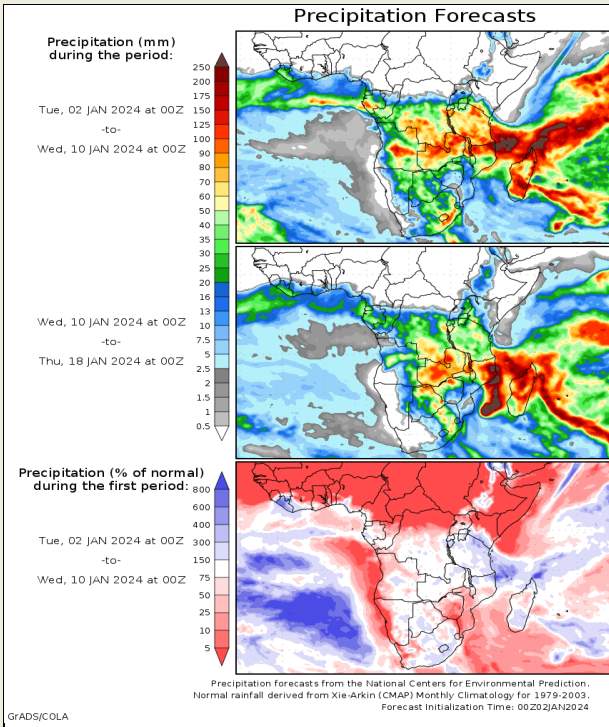 Precipitation Forecasts
Precipitation (mm)
during the period:
Tue, 02 JAN 2024 at 00Z
-to-
Wed, 10 JAN 2024 at 00Z
250
200
175
150
125
100
90
80
70
60
50
40
35
30
25
20
16
13
10
7.5
5
2.5
2
1.5
1
0.5
Wed, 10 JAN 2024 at 00Z
-to-
Thu, 18 JAN 2024 at 00Z
Precipitation (% of normal)
during the first period:
Tue, 02 JAN 2024 at 00Z
-to-
Wed, 10 JAN 2024 at 00Z
800
600
400
300
150
75
50
25
10
5
Precipitation forecasts from the National Centers for Environmental Prediction.
Normal rainfall derived from Xie-Arkin (CMAP) Monthly Climatology for 1979-2003.
Forecast Initialization Time: 00Z02JAN2024
GrADS/COLA